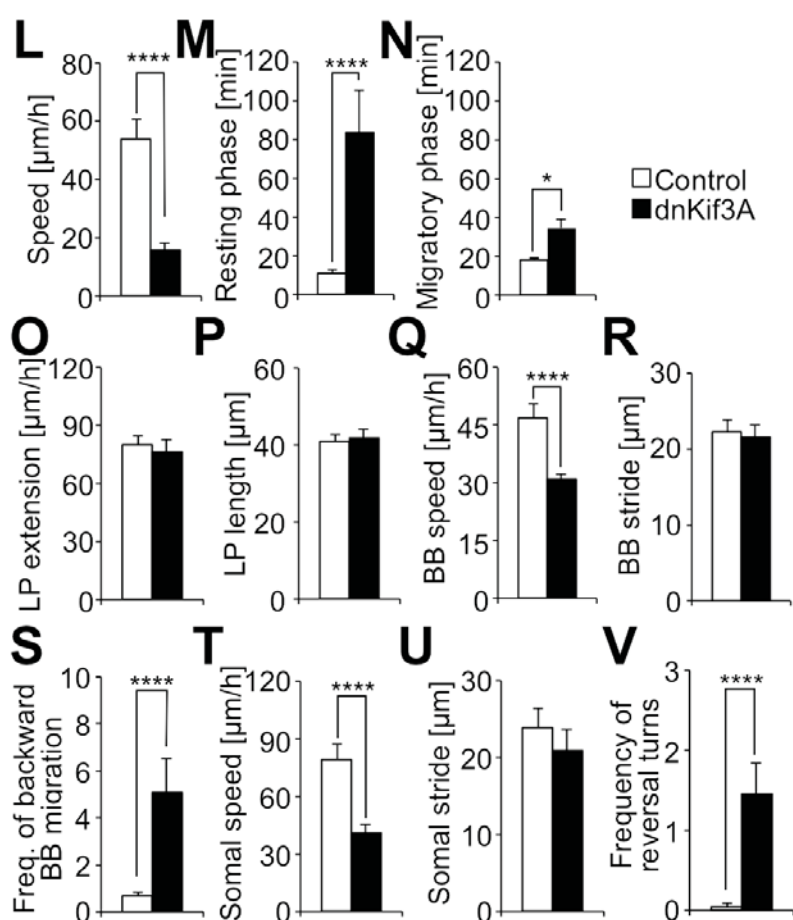 L
Speed [µm/h]
80
60
40
20
0
****
M
Resting phase [min]
120
100
80
60
40
20
0
****
N
Migratory phase [min]
120
100
80
60
40
20
0
*
Control
dnKif3A
O
LP extension [µm/h]
120
90
60
30
0
P
LP length [µm]
60
40
20
0
Q
BB speed [µm/h]
60
45
30
15
0
****
R
BB stride [µm]
30
20
10
0
S
Freq. of backward
BB migration
10
8
6
4
2
0
****
T
Somal speed [µm/h]
120
90
60
30
0
****
U
Somal stride [µm]
30
20
10
0
V
Frequency of
reversal turns
3
2
1
0
****